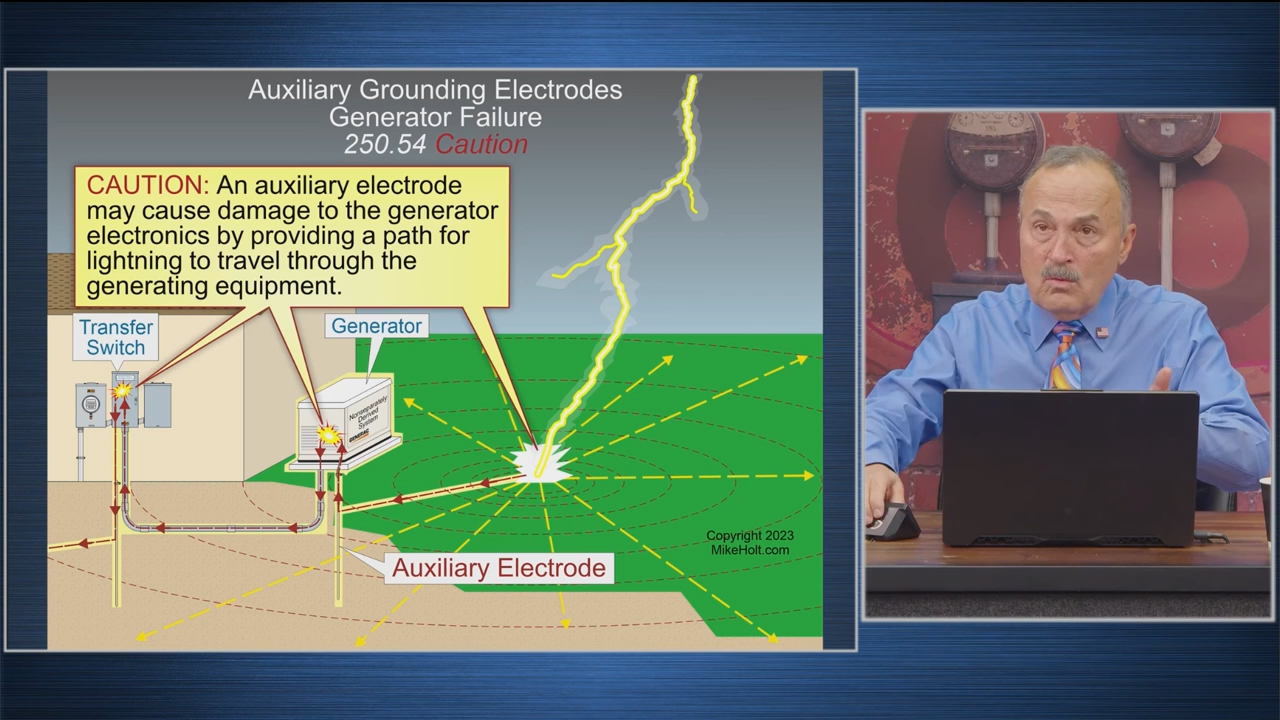 Auxiliary Grounding Electrodes
Generator Failure
250.54 Caution
CAUTION: An auxiliary electrode
may cause damage to the generator
electronics by providing a path for
lightning to travel through the
generating equipment.
Transfer
Switch
Generator
Nonseparately
Derived
System
GENERAC
Auxiliary Electrode
Copyright 2023
MikeHolt.com